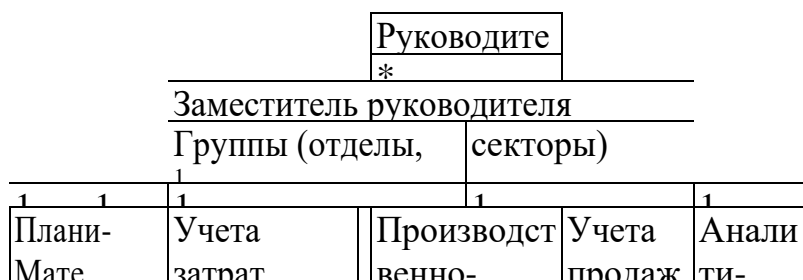 Руководите
*
Заместитель руководителя
Группы (отделы, секторы)
1
1 1 1 1 1
Плани- Учета Производст Учета Анали
Мате затрат венно- продаж ти-